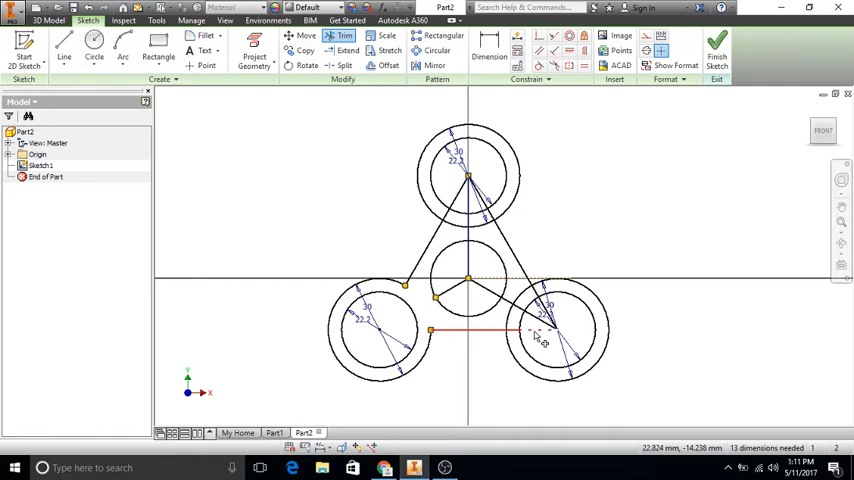 Material
Default
Part2
Search Help & Commands...
Sign In
PRO
3D Model
Sketch
Inspect
Tools
Manage
View
Environments
BIM
Get Started
Autodesk A360
Start
2D Sketch
Line
Circle
Arc
Rectangle
Fillet
Text
Point
Project
Geometry
Move
Copy
Rotate
Trim
Extend
Split
Scale
Stretch
Offset
Rectangular
Circular
Mirror
Dimension
Image
Points
ACAD
Show Format
Finish
Sketch
Sketch
Create
Modify
Pattern
Constrain
Insert
Format
Exit
Model
Part2
View: Master
Origin
Sketch1
End of Part
FRONT
30
22.2
30
22.2
30
Y
X
My Home
Part1
Part2
22.824 mm, -14.238 mm
13 dimensions needed
1
2
Type here to search
1:11 PM
5/11/2017